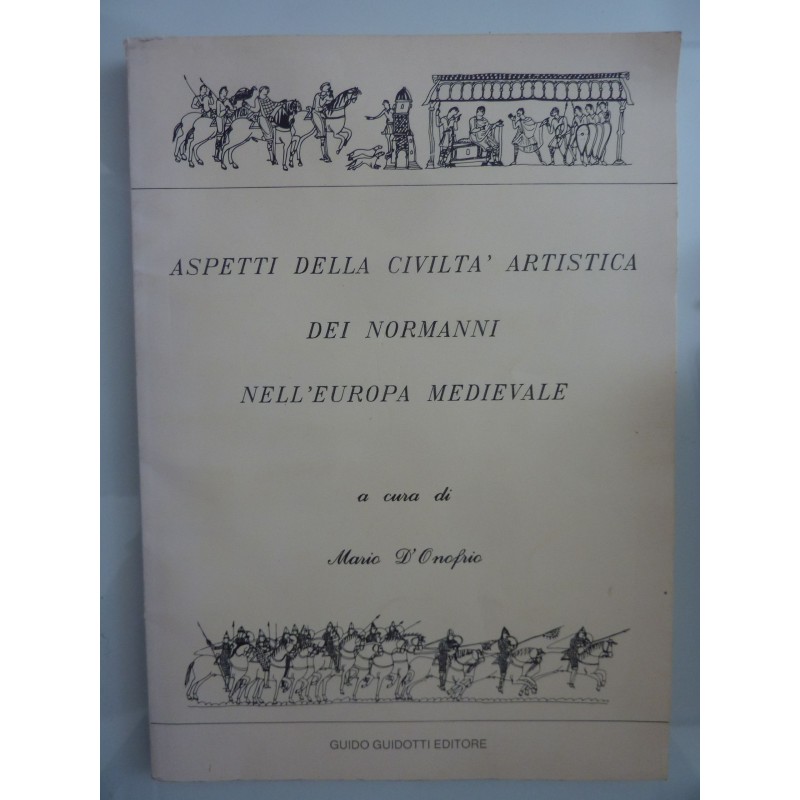 ASPETTI DELLA CIVILTA' ARTISTICA
DEI NORMANNI
NELL'EUROPA MEDIEVALE
a cura di
Mario D'Onofrio
GUIDO GUIDOTTI EDITORE